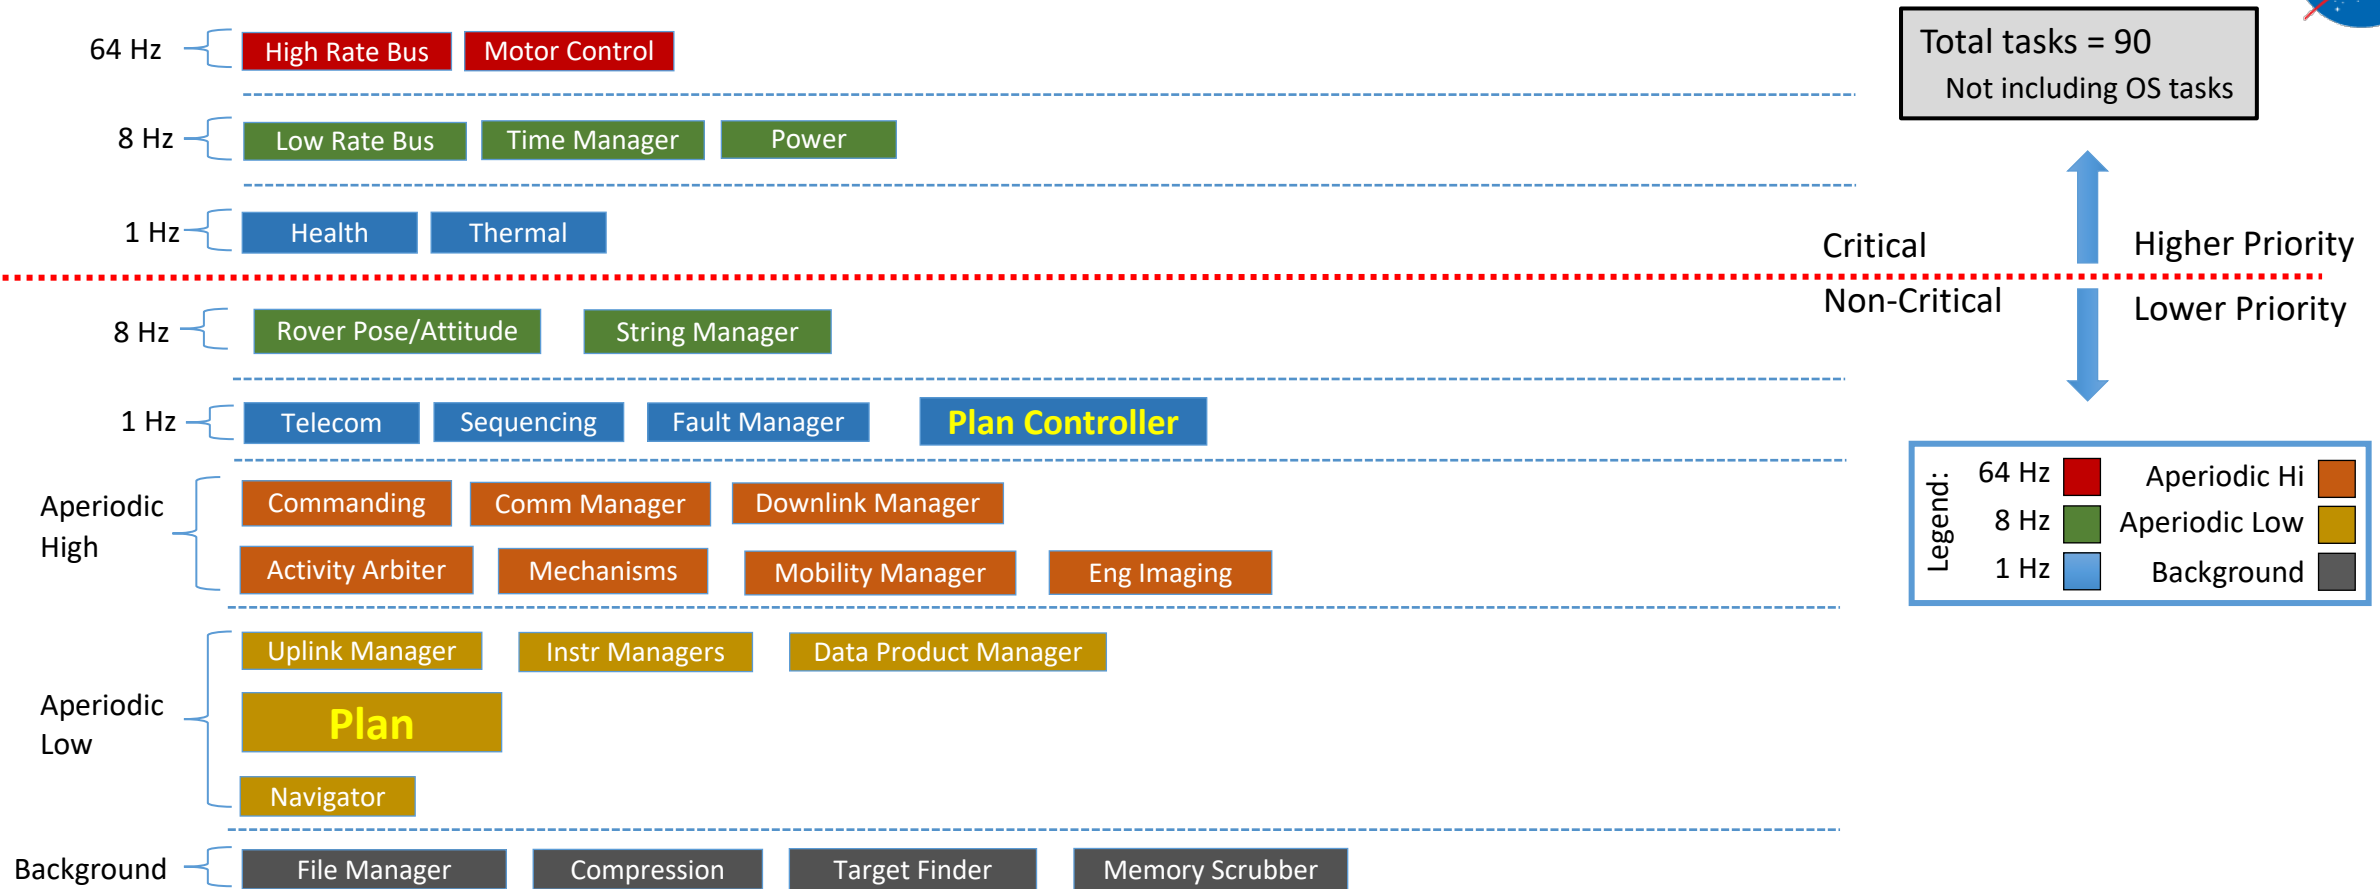 64 Hz
High Rate Bus
Motor Control
Total tasks = 90
Not including OS tasks
8 Hz
Low Rate Bus
Time Manager
Power
1 Hz
Health
Thermal
Critical
Higher Priority
Non-Critical
Lower Priority
8 Hz
Rover Pose/Attitude
String Manager
1 Hz
Telecom
Sequencing
Fault Manager
Plan Controller
Aperiodic
High
Commanding
Comm Manager
Downlink Manager
Activity Arbiter
Mechanisms
Mobility Manager
Eng Imaging
Legend:
64 Hz
Aperiodic Hi
8 Hz
Aperiodic Low
1 Hz
Background
Aperiodic
Low
Uplink Manager
Instr Managers
Data Product Manager
Plan
Navigator
Background
File Manager
Compression
Target Finder
Memory Scrubber